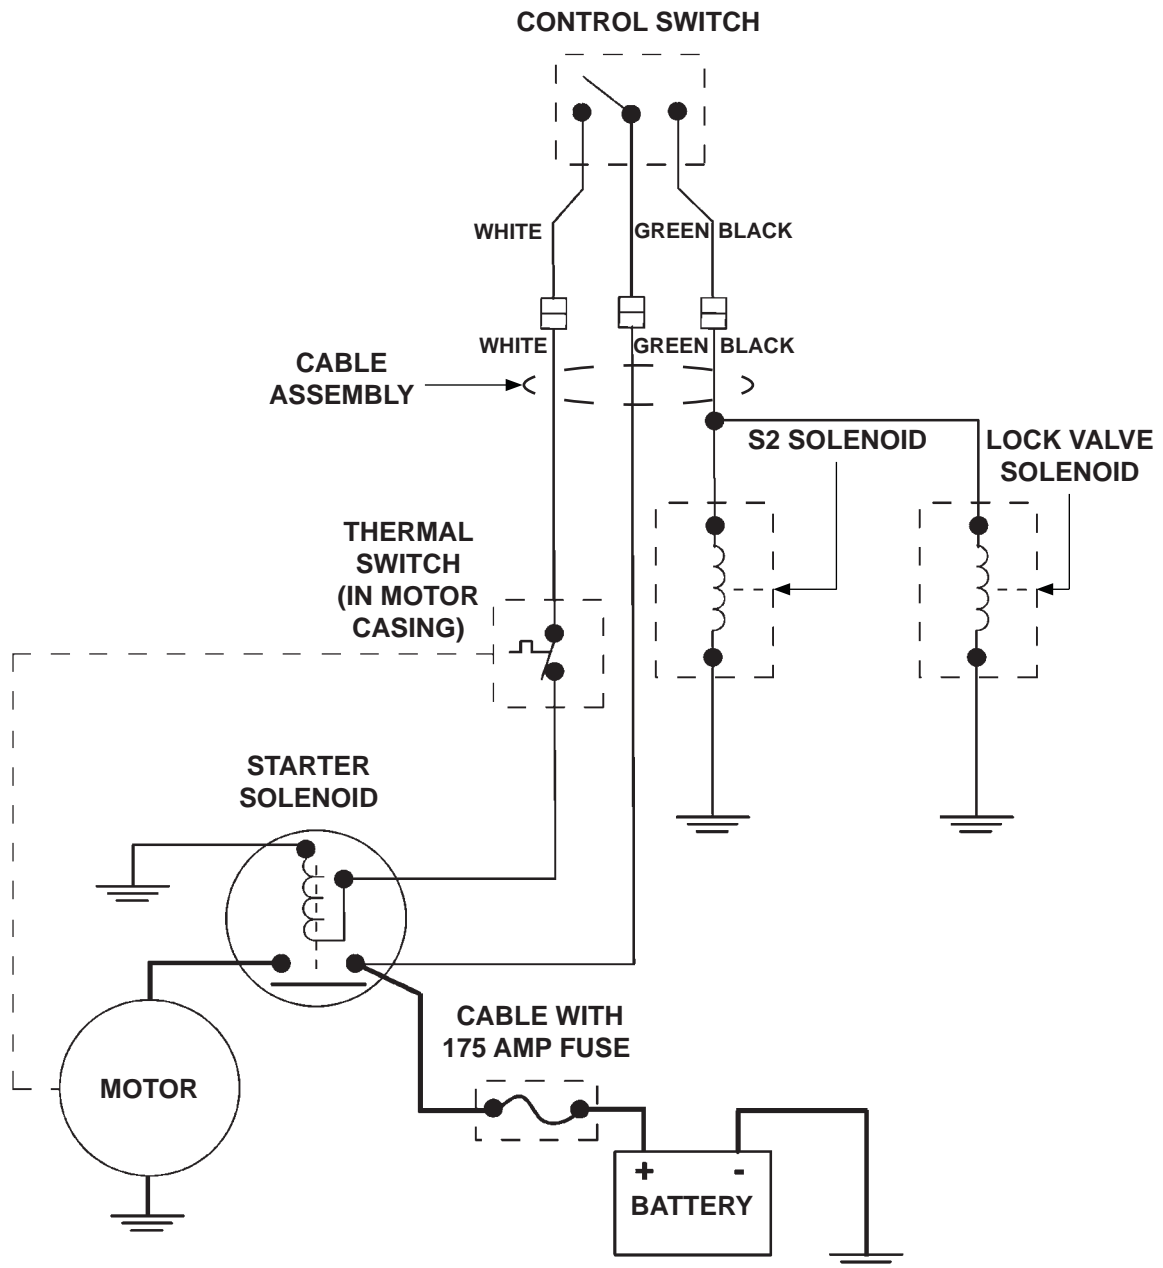 CONTROL SWITCH
WHITE
GREEN
BLACK
WHITE
GREEN
BLACK
CABLE
ASSEMBLY
S2 SOLENOID
LOCK VALVE
SOLENOID
THERMAL
SWITCH
(IN MOTOR
CASING)
STARTER
SOLENOID
CABLE WITH
175 AMP FUSE
MOTOR
+ -
BATTERY